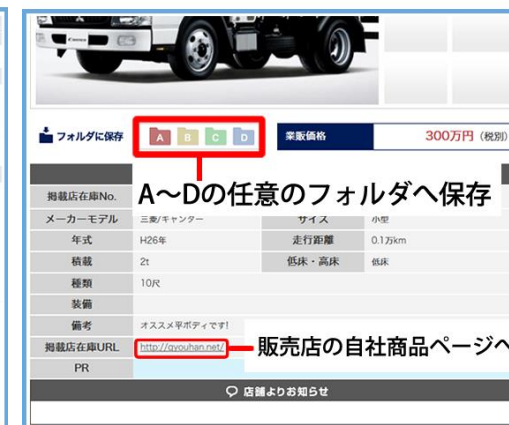 フォルダに保存 A B C D 業販価格 300万円（税別）
掲載店在庫No. A～Dの任意のフォルダへ保存
メーカーモデル 三菱/キャンター サイズ 小型
年式 H26年 走行距離 0.1万km
積載 2t 低床・高床 低床
種類 10尺
装備
備考 オススメ平ボディです!
掲載店在庫URL http://gyouhan.net/ 販売店の自社商品ページへ
PR
店舗よりお知らせ